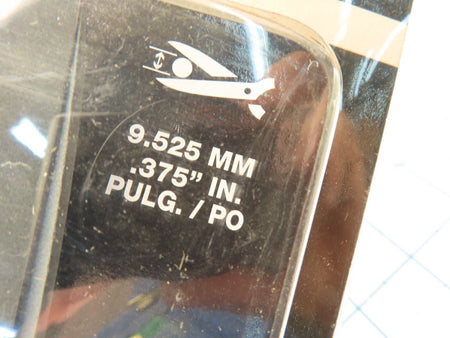 9.525 MM
.375" IN.
PULG. / PO